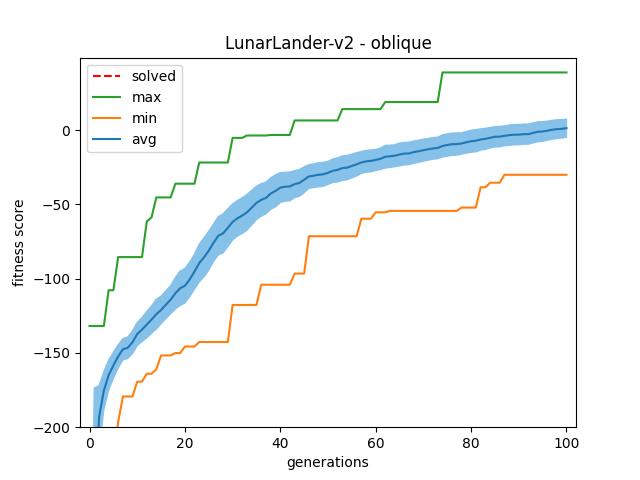 LunarLander-v2 - oblique
solved
max
min
avg
fitness score
0
−50
−100
−150
−200
0 20 40 60 80 100
generations